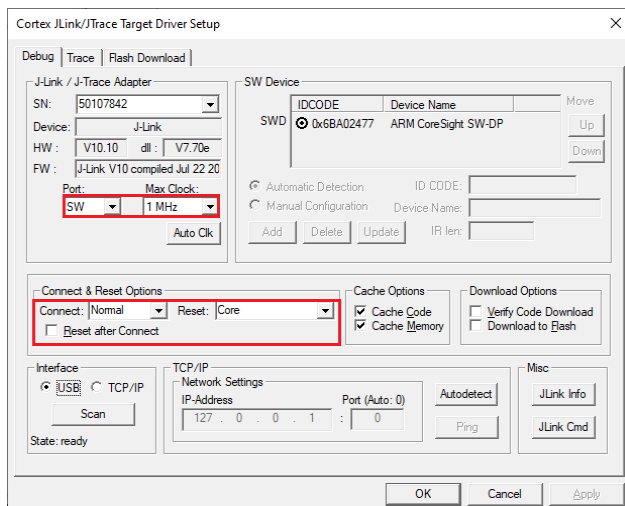 Cortex JLink/JTrace Target Driver Setup
Debug Trace Flash Download
J-Link / J-Trace Adapter
SN: 50107842
Device: J-Link
HW : V10.10 dll : V7.70e
FW : J-Link V10 compiled Jul 22 20
Port: Max Clock:
SW 1 MHz
Auto Clk
SW Device
IDCODE Device Name
SWD 0x6BA02477 ARM CoreSight SW-DP
Move
Up
Down
Automatic Detection ID CODE:
Manual Configuration Device Name:
Add Delete Update IR len:
Connect & Reset Options
Connect: Normal Reset: Core
Reset after Connect
Cache Options
Cache Code
Cache Memory
Download Options
Verify Code Download
Download to Flash
Interface
USB TCP/IP
Scan
State: ready
TCP/IP
Network Settings
IP-Address Port (Auto: 0)
127 . 0 . 0 . 1 : 0
Autodetect
Ping
Misc
JLink Info
JLink Cmd
OK Cancel Apply